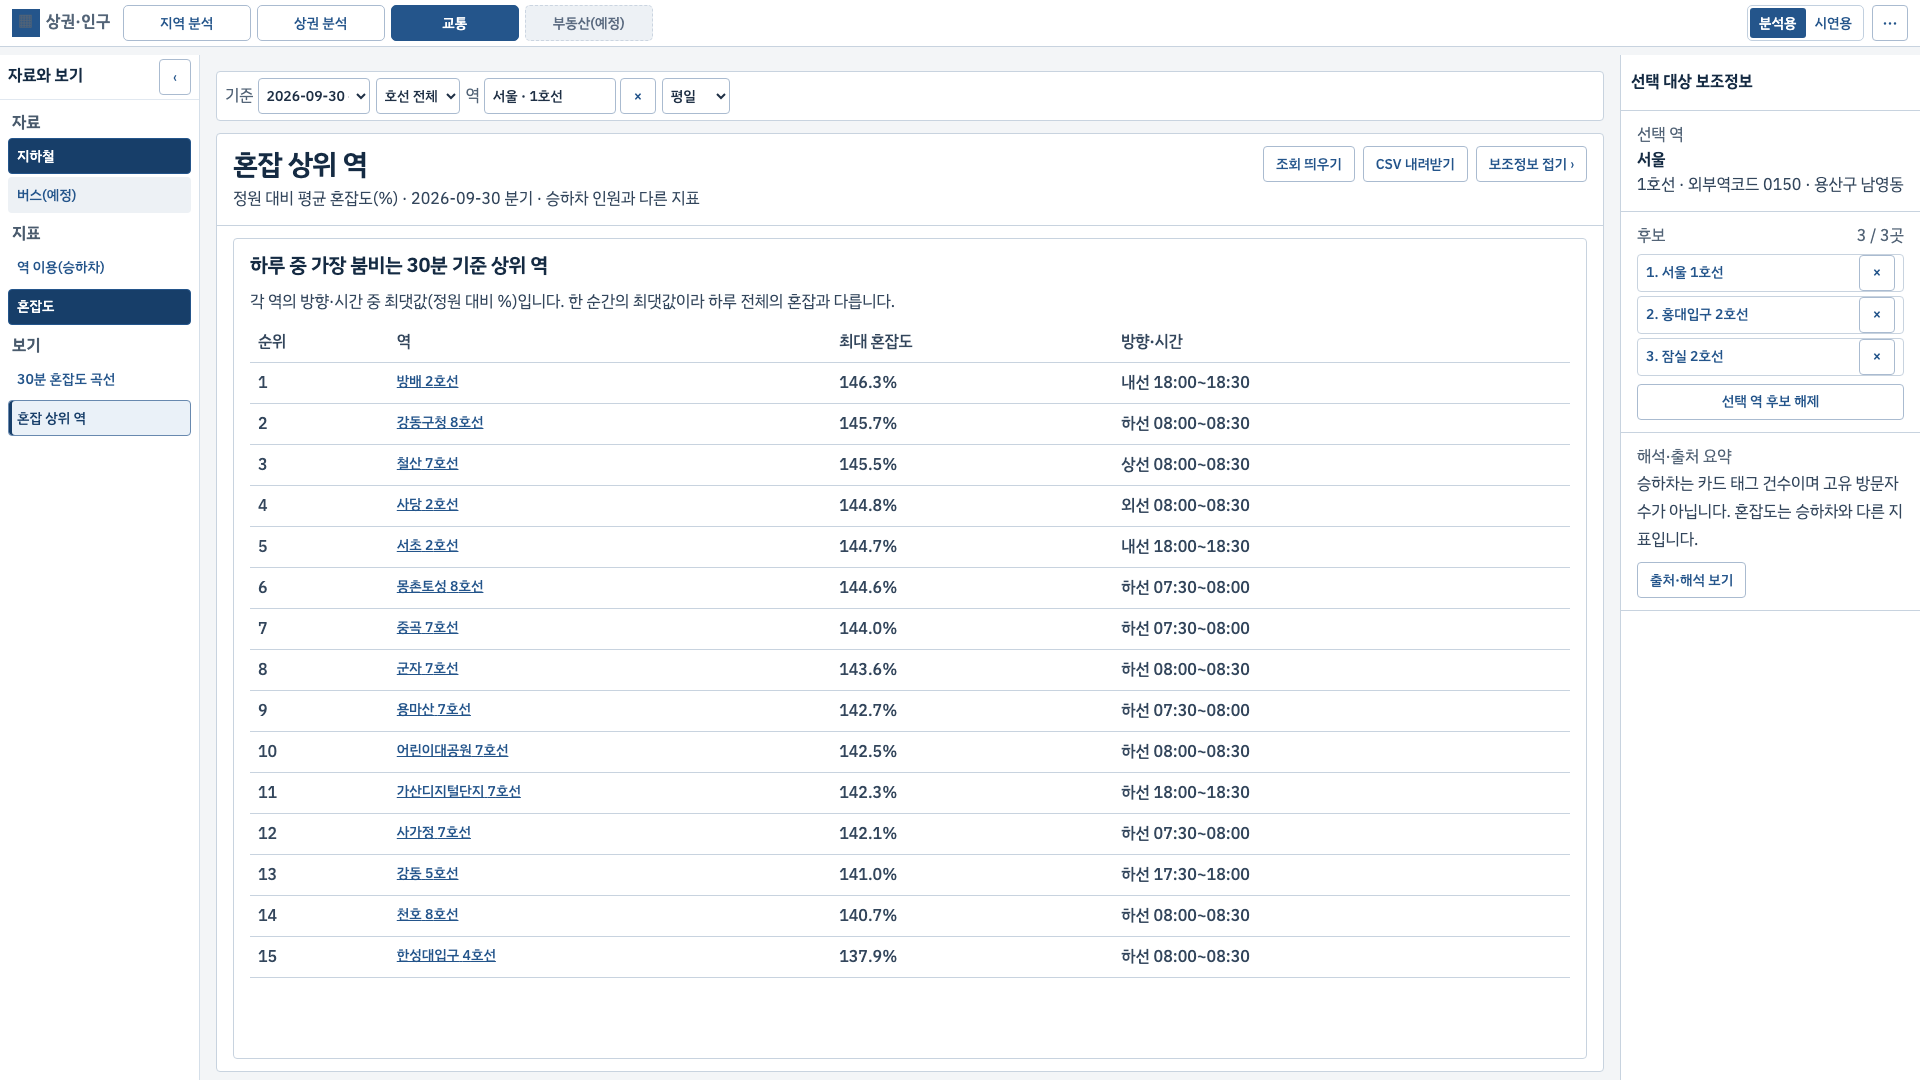 상권·인구
지역 분석
상권 분석
교통
부동산(예정)
분석용
시연용
···
자료와 보기
‹
자료
지하철
버스(예정)
지표
역 이용(승하차)
혼잡도
보기
30분 혼잡도 곡선
혼잡 상위 역
기준 2026-09-30 호선 전체 역 서울 · 1호선 × 평일
혼잡 상위 역
정원 대비 평균 혼잡도(%) · 2026-09-30 분기 · 승하차 인원과 다른 지표
조회 띄우기
CSV 내려받기
보조정보 접기 ›
하루 중 가장 붐비는 30분 기준 상위 역
각 역의 방향·시간 중 최댓값(정원 대비 %)입니다. 한 순간의 최댓값이라 하루 전체의 혼잡과 다릅니다.
순위 역 최대 혼잡도 방향·시간
1 방배 2호선 146.3% 내선 18:00~18:30
2 강동구청 8호선 145.7% 하선 08:00~08:30
3 철산 7호선 145.5% 상선 08:00~08:30
4 사당 2호선 144.8% 외선 08:00~08:30
5 서초 2호선 144.7% 내선 18:00~18:30
6 몽촌토성 8호선 144.6% 하선 07:30~08:00
7 중곡 7호선 144.0% 하선 07:30~08:00
8 군자 7호선 143.6% 하선 08:00~08:30
9 용마산 7호선 142.7% 하선 07:30~08:00
10 어린이대공원 7호선 142.5% 하선 08:00~08:30
11 가산디지털단지 7호선 142.3% 하선 18:00~18:30
12 사가정 7호선 142.1% 하선 07:30~08:00
13 강동 5호선 141.0% 하선 17:30~18:00
14 천호 8호선 140.7% 하선 08:00~08:30
15 한성대입구 4호선 137.9% 하선 08:00~08:30
선택 대상 보조정보
선택 역
서울
1호선 · 외부역코드 0150 · 용산구 남영동
후보 3 / 3곳
1. 서울 1호선 ×
2. 홍대입구 2호선 ×
3. 잠실 2호선 ×
선택 역 후보 해제
해석·출처 요약
승하차는 카드 태그 건수이며 고유 방문자
수가 아닙니다. 혼잡도는 승하차와 다른 지
표입니다.
출처·해석 보기